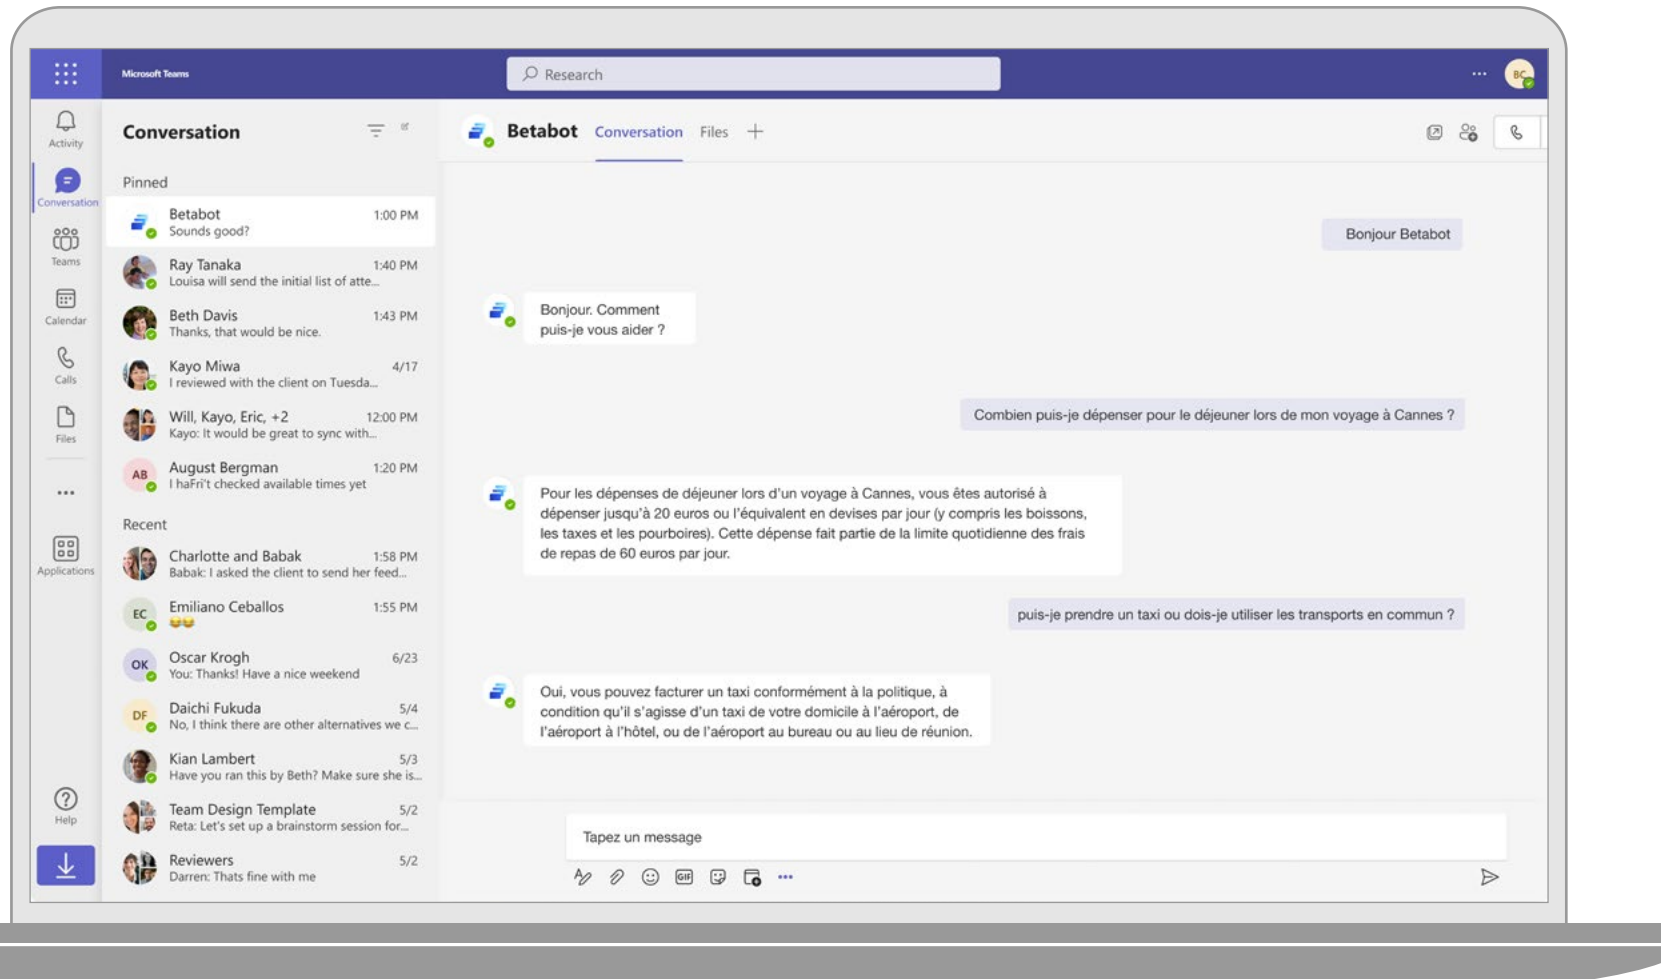 Microsoft Teams
Research
BC
Activity
Conversation
Teams
Calendar
Calls
Files
Applications
Help
Conversation
Pinned
Betabot 1:00 PM
Sounds good?
Ray Tanaka 1:40 PM
Louisa will send the initial list of atte...
Beth Davis 1:43 PM
Thanks, that would be nice.
Kayo Miwa 4/17
I reviewed with the client on Tuesda...
Will, Kayo, Eric, +2 12:00 PM
Kayo: It would be great to sync with...
AB
August Bergman 1:20 PM
I haFri't checked available times yet
Recent
Charlotte and Babak 1:58 PM
Babak: I asked the client to send her feed...
EC
Emiliano Ceballos 1:55 PM
OK
Oscar Krogh 6/23
You: Thanks! Have a nice weekend
DF
Daichi Fukuda 5/4
No, I think there are other alternatives we c...
Kian Lambert 5/3
Have you ran this by Beth? Make sure she is...
Team Design Template 5/2
Reta: Let's set up a brainstorm session for...
Reviewers 5/2
Darren: Thats fine with me
Betabot Conversation Files
Bonjour Betabot
Bonjour. Comment
puis-je vous aider ?
Combien puis-je dépenser pour le déjeuner lors de mon voyage à Cannes ?
Pour les dépenses de déjeuner lors d'un voyage à Cannes, vous êtes autorisé à
dépenser jusqu'à 20 euros ou l'équivalent en devises par jour (y compris les boissons,
les taxes et les pourboires). Cette dépense fait partie de la limite quotidienne des frais
de repas de 60 euros par jour.
puis-je prendre un taxi ou dois-je utiliser les transports en commun ?
Oui, vous pouvez facturer un taxi conformément à la politique, à
condition qu'il s'agisse d'un taxi de votre domicile à l'aéroport, de
l'aéroport à l'hôtel, ou de l'aéroport au bureau ou au lieu de réunion.
Tapez un message
GIF